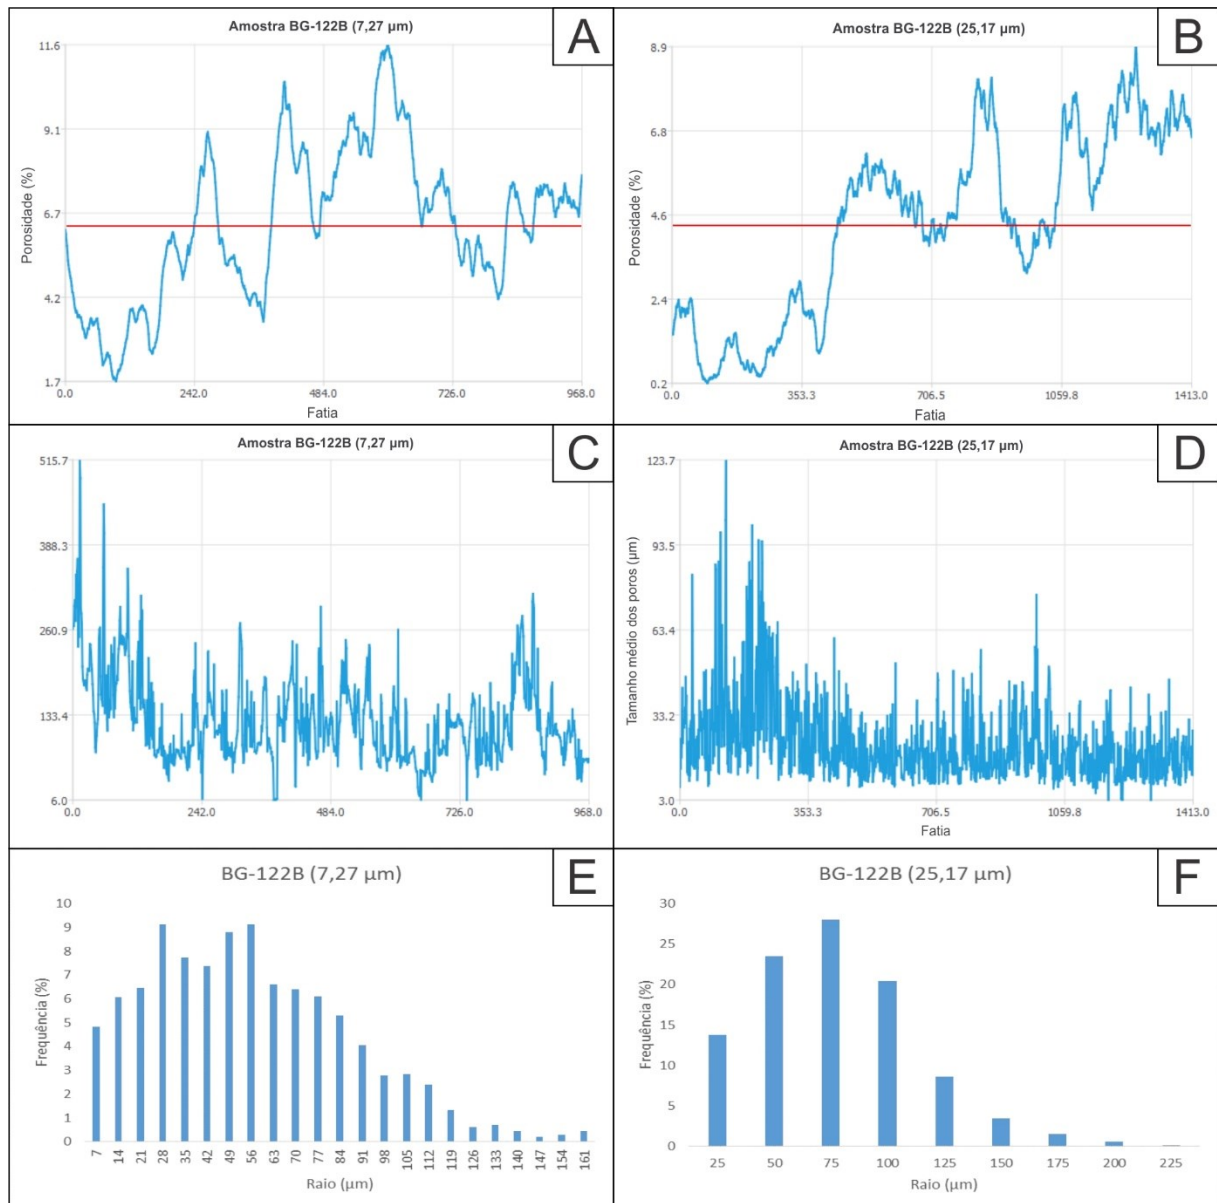 Amostra BG-122B (7,27 µm)
A
Porosidade (%)
11.6
9.1
6.7
4.2
1.7
0.0
242.0
484.0
726.0
968.0
Fatia
Amostra BG-122B (25,17 µm)
B
Porosidade (%)
8.9
6.8
4.6
2.4
0.2
0.0
353.3
706.5
1059.8
1413.0
Fatia
Amostra BG-122B (7,27 µm)
C
515.7
388.3
260.9
133.4
6.0
0.0
242.0
484.0
726.0
968.0
Amostra BG-122B (25,17 µm)
D
Tamanho médio dos poros (µm)
123.7
93.5
63.4
33.2
3.0
0.0
353.3
706.5
1059.8
1413.0
Fatia
BG-122B (7,27 µm)
E
Frequência (%)
10
9
8
7
6
5
4
3
2
1
0
7 14 21 28 35 42 49 56 63 70 77 84 91 98 105 112 119 126 133 140 147 154 161
Raio (µm)
BG-122B (25,17 µm)
F
Frequência (%)
30
25
20
15
10
5
0
25 50 75 100 125 150 175 200 225
Raio (µm)